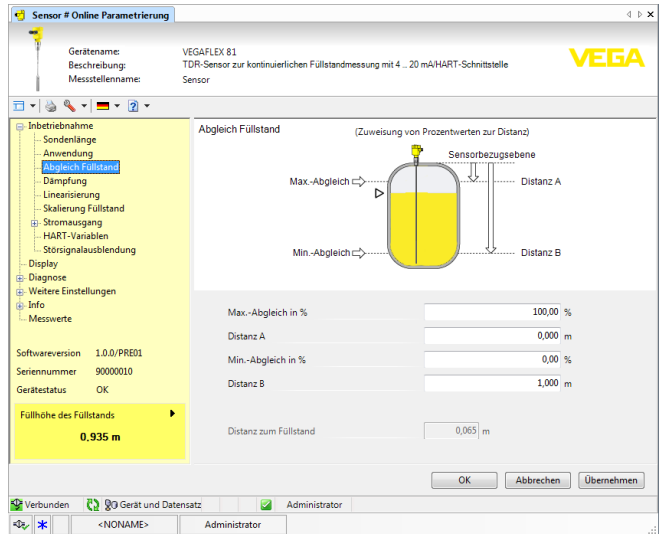 Sensor # Online Parametrierung
Gerätename: VEGAFLEX 81
Beschreibung: TDR-Sensor zur kontinuierlichen Füllstandmessung mit 4 .. 20 mA/HART-Schnittstelle
Messstellenname: Sensor
VEGA
Inbetriebnahme
Sondenlänge
Anwendung
Abgleich Füllstand
Dämpfung
Linearisierung
Skalierung Füllstand
Stromausgang
HART-Variablen
Störsignalausblendung
Display
Diagnose
Weitere Einstellungen
Info
Messwerte
Softwareversion 1.0.0/PRE01
Seriennummer 90000010
Gerätestatus OK
Füllhöhe des Füllstands
0,935 m
Abgleich Füllstand
(Zuweisung von Prozentwerten zur Distanz)
Sensorbezugsebene
Max.-Abgleich
Distanz A
Min.-Abgleich
Distanz B
Max.-Abgleich in % 100,00 %
Distanz A 0,000 m
Min.-Abgleich in % 0,00 %
Distanz B 1,000 m
Distanz zum Füllstand 0,065 m
OK Abbrechen Übernehmen
Verbunden Gerät und Datensatz Administrator
<NONAME> Administrator